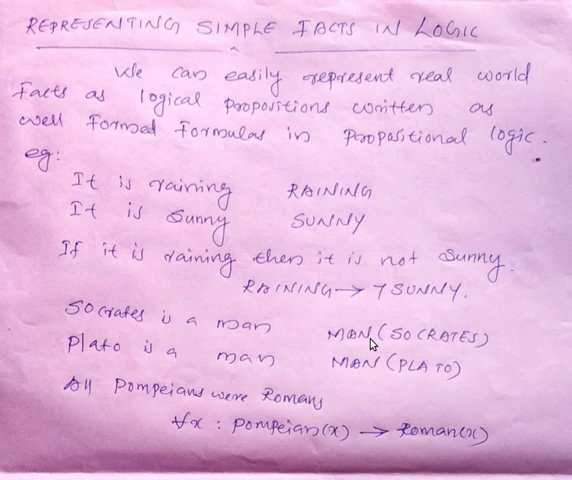 REPRESENTING SIMPLE FACTS IN LOGIC
We can easily represent real world
Facts as logical propositions written as
well Formed Formulas in propositional logic.
eg:
It is raining RAINING
It is Sunny SUNNY
If it is raining then it is not Sunny.
RAINING → ¬ SUNNY.
Socrates is a man MAN(SOCRATES)
Plato is a man MAN(PLATO)
All Pompeians were Romans
∀x : Pompeian(x) → Roman(x)